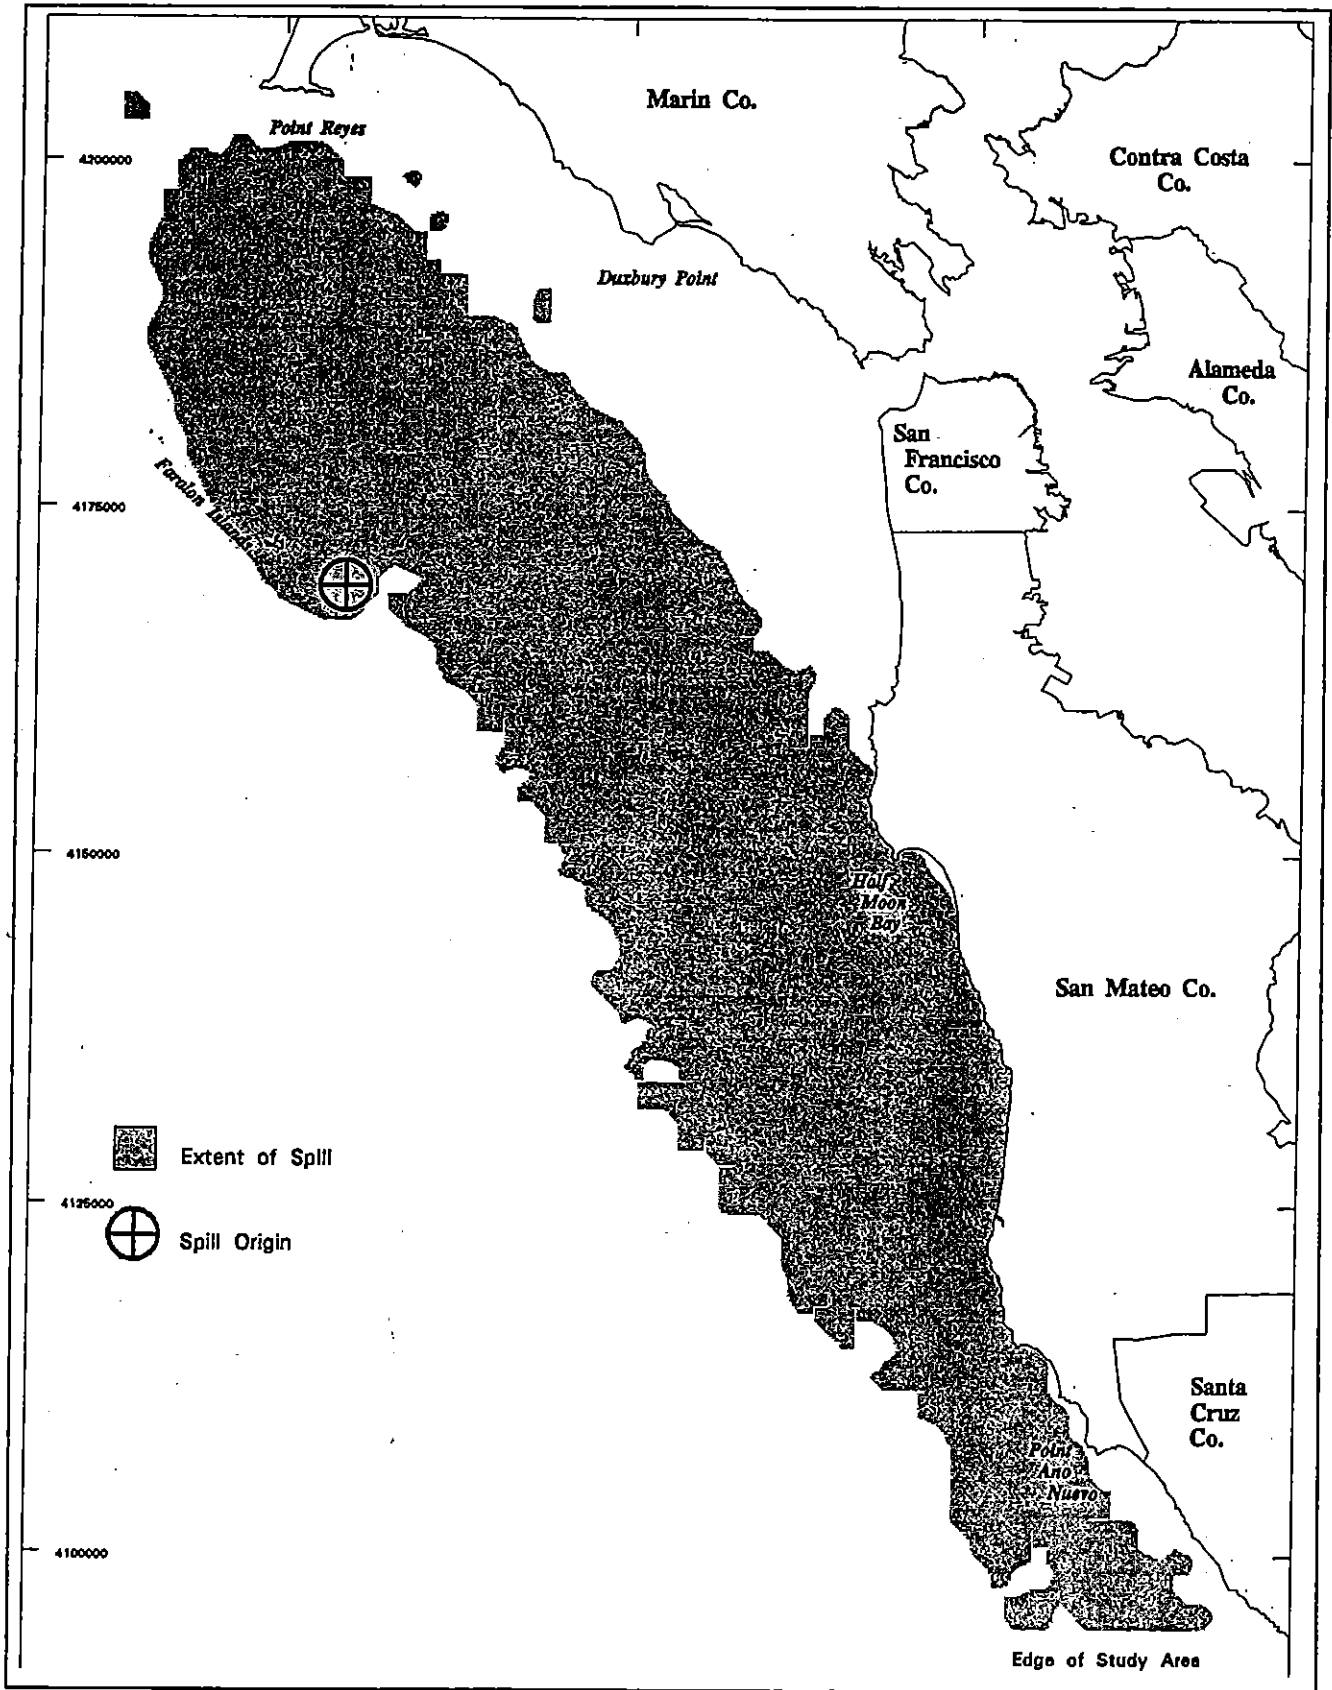 Marin Co.
Point Reyes
4200000
Contra Costa
Co.
Duxbury Point
Alameda
Co.
San
Francisco
Co.
Faralon Islands
4175000
4150000
Half
Moon
Bay
San Mateo Co.
Extent of Spill
4125000
Spill Origin
Santa
Cruz
Co.
Point
Ano
Nuevo
4100000
Edge of Study Area